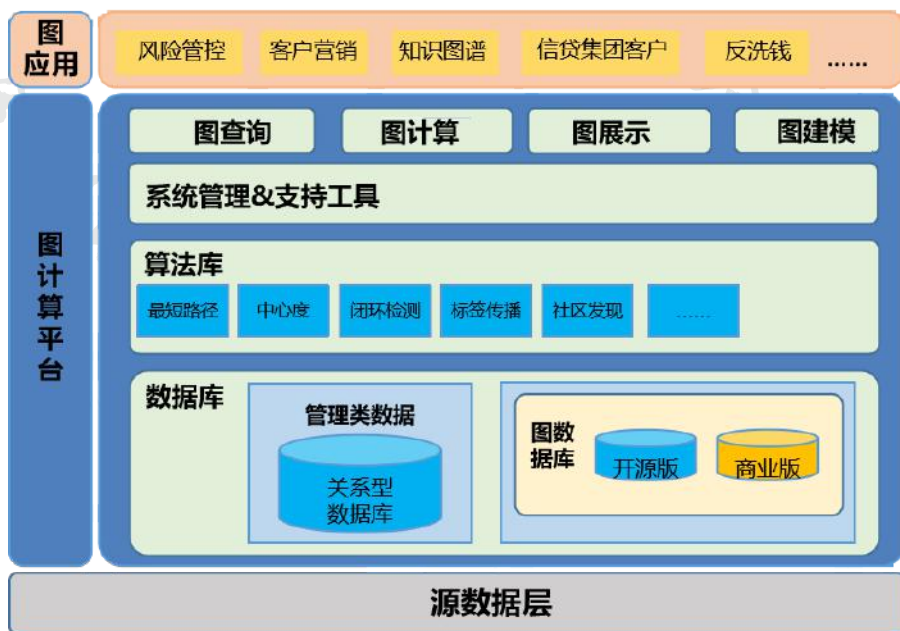 图
应用
风险管控
客户营销
知识图谱
信贷集团客户
反洗钱
......
图计算平台
图查询
图计算
图展示
图建模
系统管理&支持工具
算法库
最短路径
中心度
闭环检测
标签传播
社区发现
......
数据库
管理类数据
关系型
数据库
图数
据库
开源版
商业版
源数据层